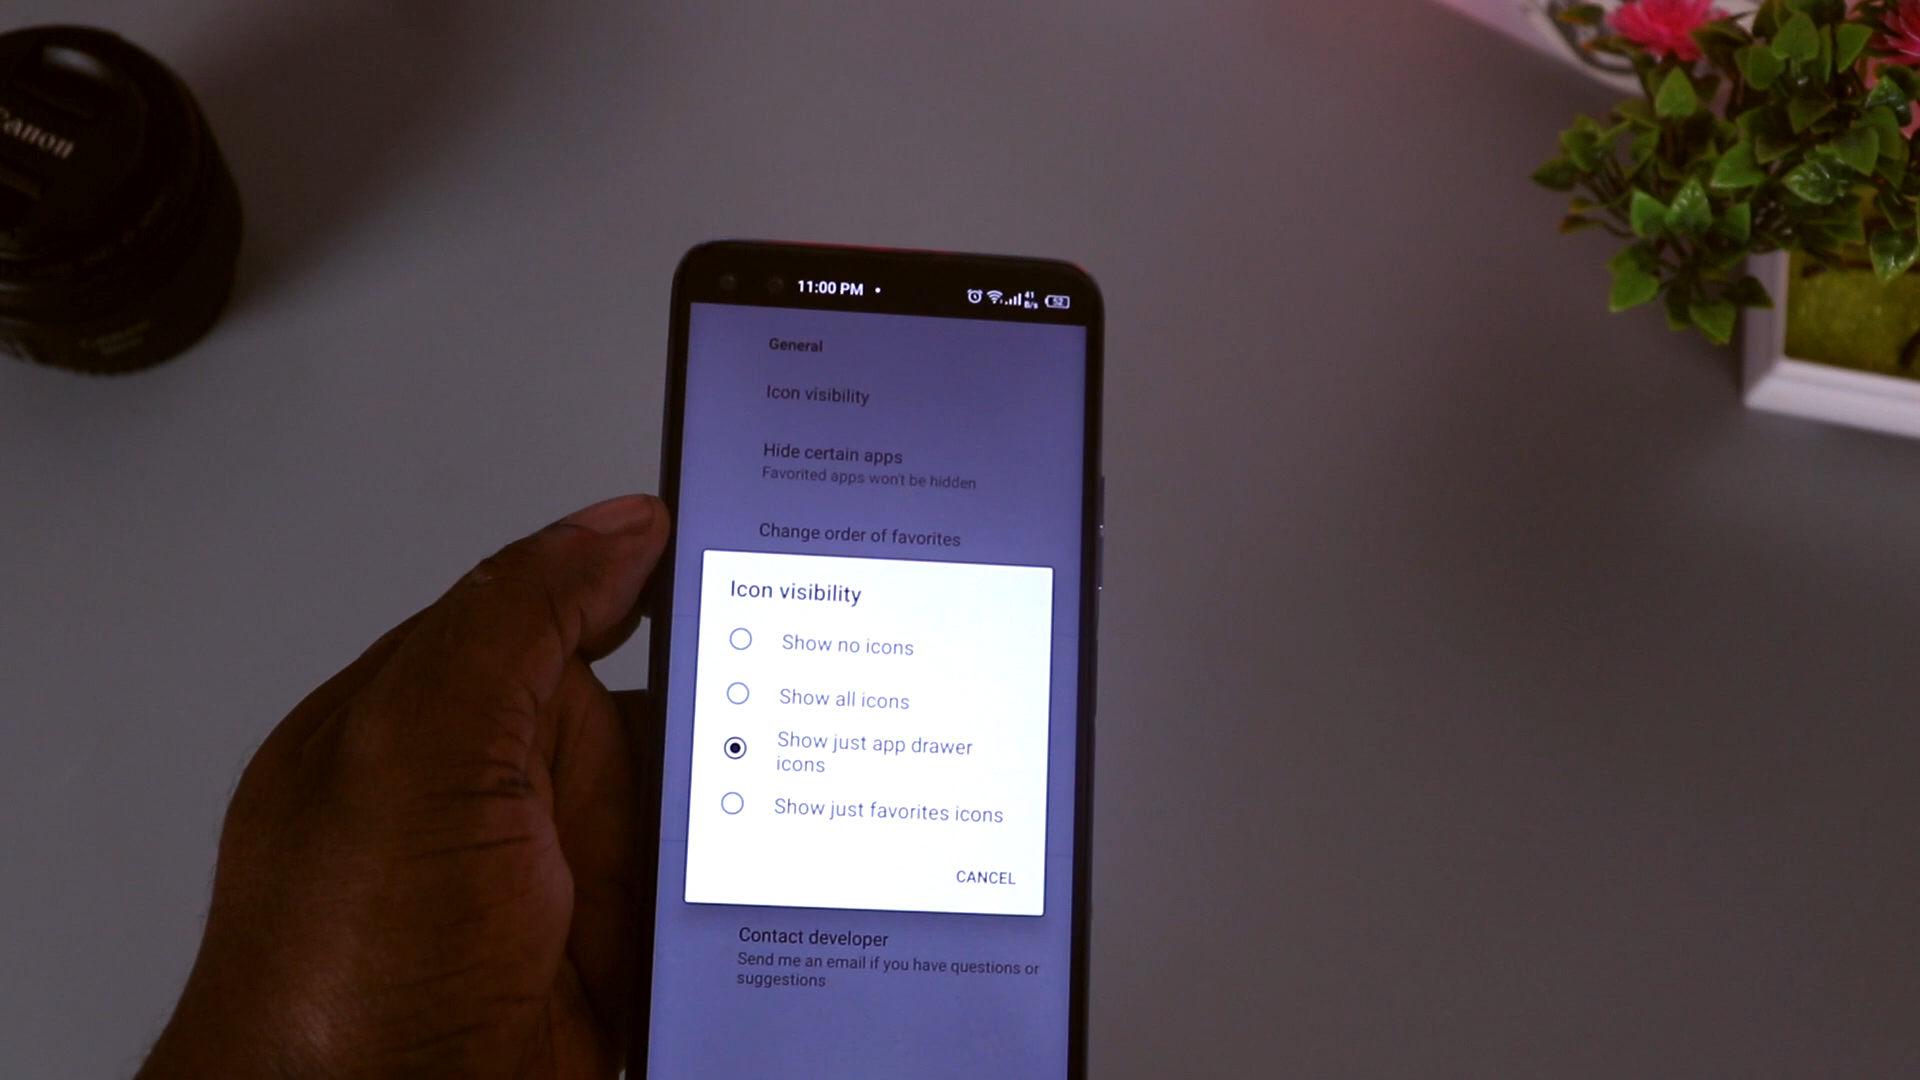 Canon
11:00 PM
41
B/s
52
General
Icon visibility
Hide certain apps
Favorited apps won't be hidden
Change order of favorites
Icon visibility
Show no icons
Show all icons
Show just app drawer
icons
Show just favorites icons
CANCEL
Contact developer
Send me an email if you have questions or
suggestions